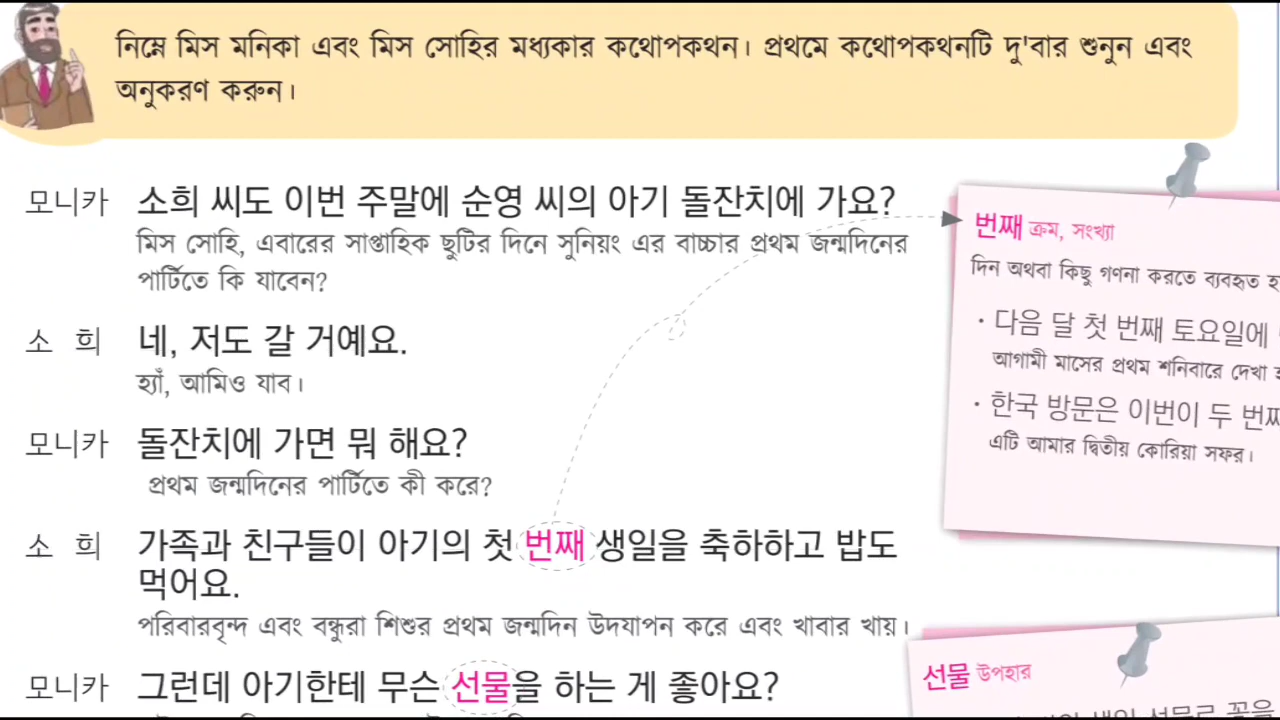 নিম্নে মিস মনিকা এবং মিস সোহির মধ্যকার কথোপকথন। প্রথমে কথোপকথনটি দু'বার শুনুন এবং
অনুকরণ করুন।
모니카 소희 씨도 이번 주말에 순영 씨의 아기 돌잔치에 가요?
মিস সোহি, এবারের সাপ্তাহিক ছুটির দিনে সুনিয়ং এর বাচ্চার প্রথম জন্মদিনের
পার্টিতে কি যাবেন?
소 희 네, 저도 갈 거예요.
হ্যাঁ, আমিও যাব।
모니카 돌잔치에 가면 뭐 해요?
প্রথম জন্মদিনের পার্টিতে কী করে?
소 희 가족과 친구들이 아기의 첫 번째 생일을 축하하고 밥도
먹어요.
পরিবারবৃন্দ এবং বন্ধুরা শিশুর প্রথম জন্মদিন উদযাপন করে এবং খাবার খায়।
모니카 그런데 아기한테 무슨 선물을 하는 게 좋아요?
번째 ক্রম, সংখ্যা
দিন অথবা কিছু গণনা করতে ব্যবহৃত
• 다음 달 첫 번째 토요일에
আগামী মাসের প্রথম শনিবারে দেখা
• 한국 방문은 이번이 두 번째
এটি আমার দ্বিতীয় কোরিয়া সফর।
선물 উপহার